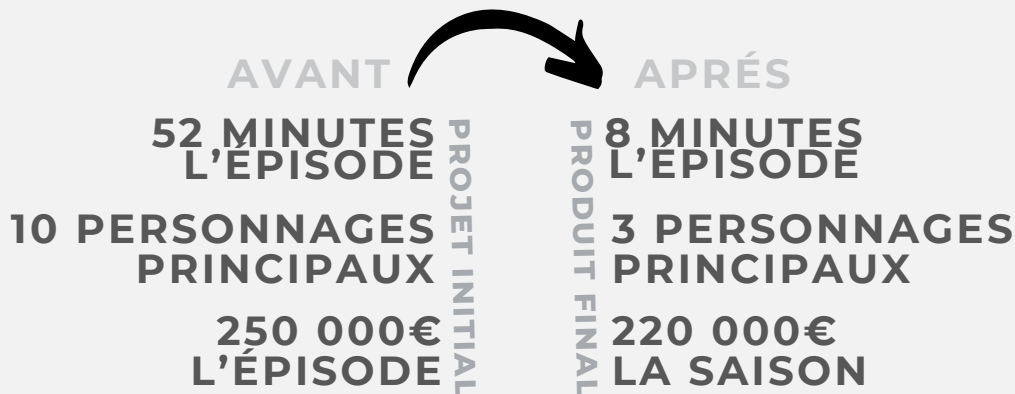 AVANT
52 MINUTES
L’ÉPISODE
10 PERSONNAGES
PRINCIPAUX
250 000€
L’ÉPISODE
PROJET INITIAL
APRÉS
8 MINUTES
L’ÉPISODE
3 PERSONNAGES
PRINCIPAUX
220 000€
LA SAISON
PRODUIT FINAL